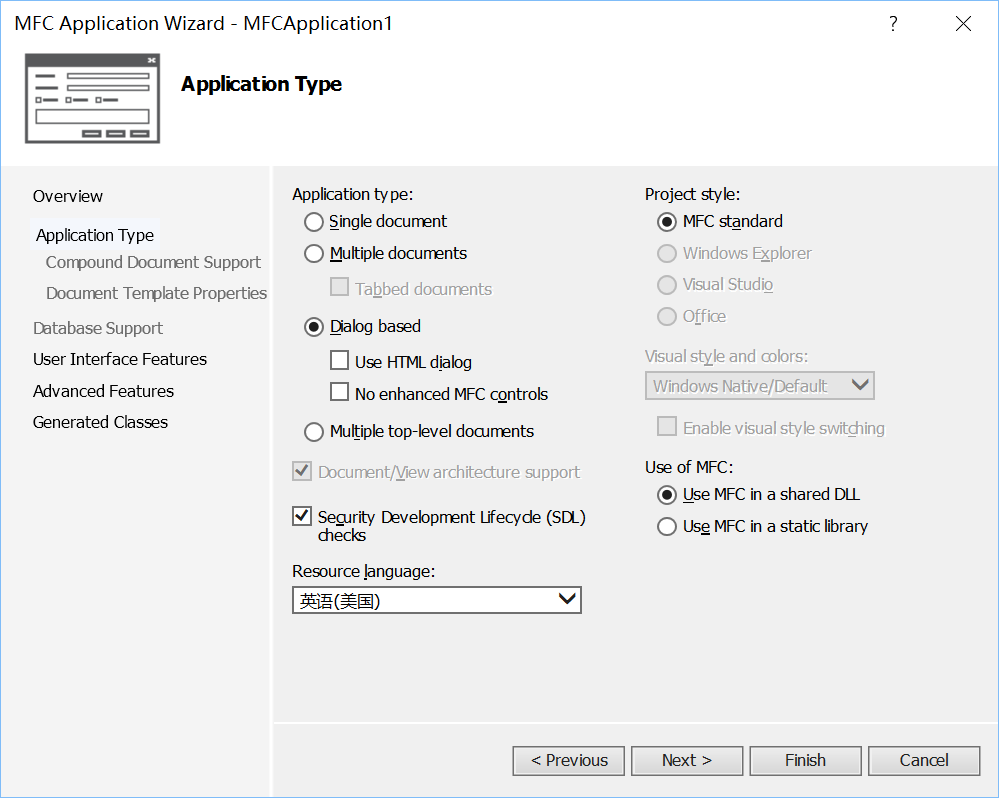 MFC Application Wizard - MFCApplication1
?
Application Type
Overview
Application Type
Compound Document Support
Document Template Properties
Database Support
User Interface Features
Advanced Features
Generated Classes
Application type:
Single document
Multiple documents
Tabbed documents
Dialog based
Use HTML dialog
No enhanced MFC controls
Multiple top-level documents
Document/View architecture support
Security Development Lifecycle (SDL)
checks
Resource language:
英语(美国)
Project style:
MFC standard
Windows Explorer
Visual Studio
Office
Visual style and colors:
Windows Native/Default
Enable visual style switching
Use of MFC:
Use MFC in a shared DLL
Use MFC in a static library
< Previous
Next >
Finish
Cancel